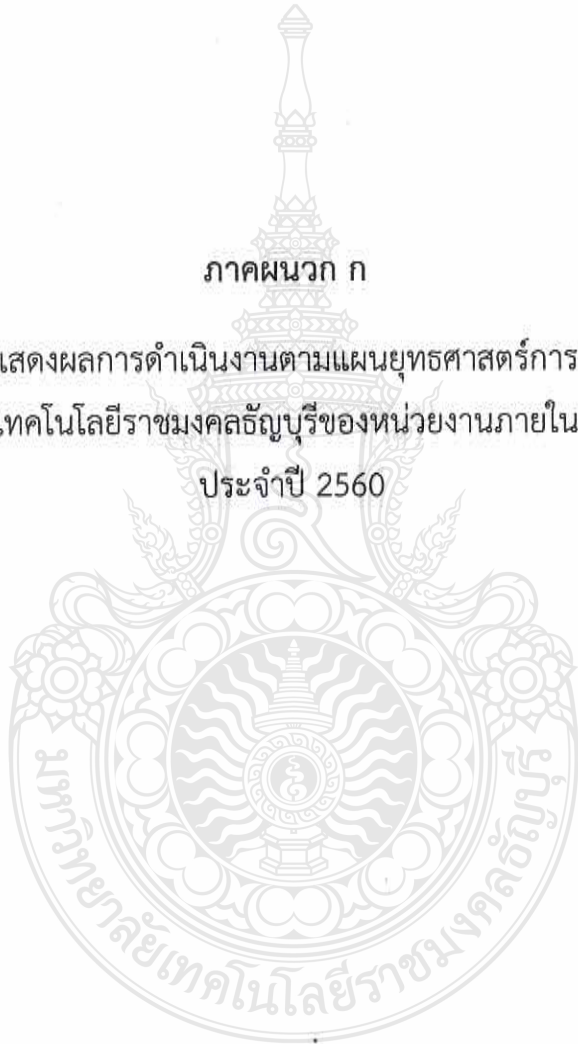 ภาคผนวก ก
แสดงผลการดำเนินงานตามแผนยุทธศาสตร์การ
เทคโนโลยีราชมงคลธัญบุรีของหน่วยงานภายใน
ประจำปี 2560
มหาวิทยาลัยเทคโนโลยีราชมงคลธัญบุรี